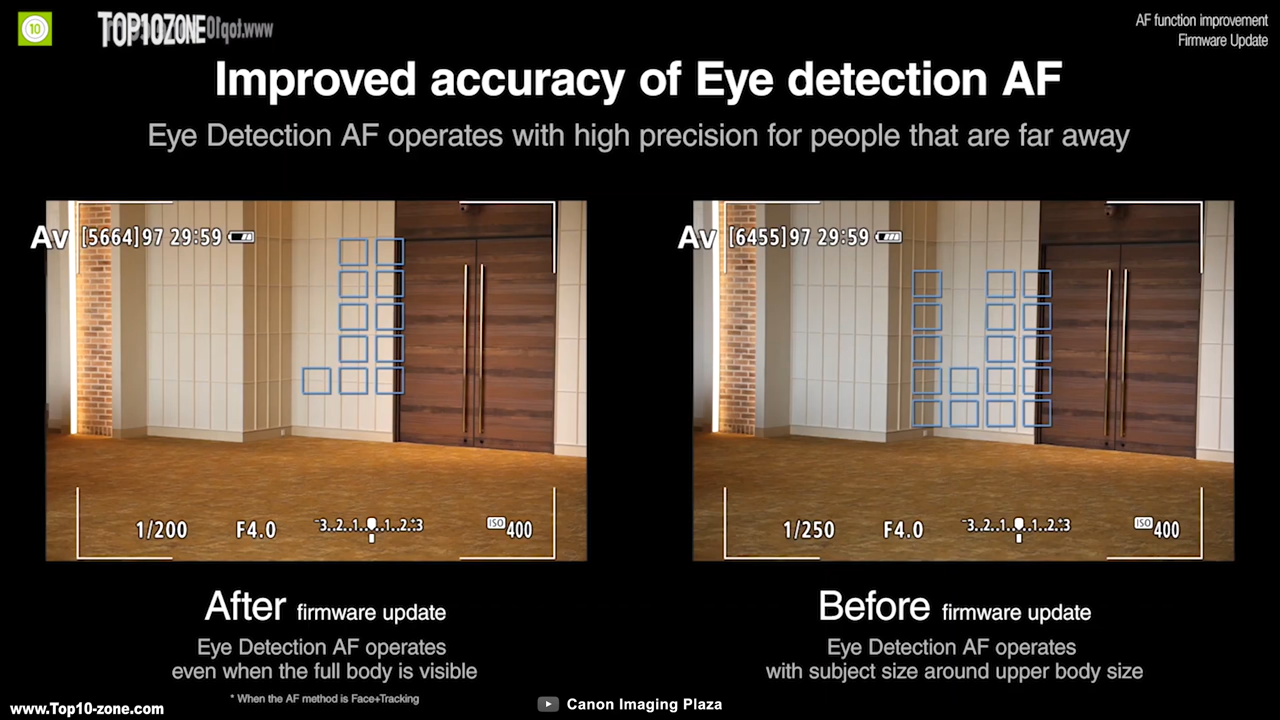 10
TOP10ZONE
AF function improvement
Firmware Update
Improved accuracy of Eye detection AF
Eye Detection AF operates with high precision for people that are far away
Av [5664]97 29:59
1/200 F4.0 -3..2..1...1..2.+3 ISO 400
Av [6455]97 29:59
1/250 F4.0 -3..2..1...1..2.+3 ISO 400
After firmware update
Eye Detection AF operates
even when the full body is visible
* When the AF method is Face+Tracking
Before firmware update
Eye Detection AF operates
with subject size around upper body size
www.Top10-zone.com
Canon Imaging Plaza